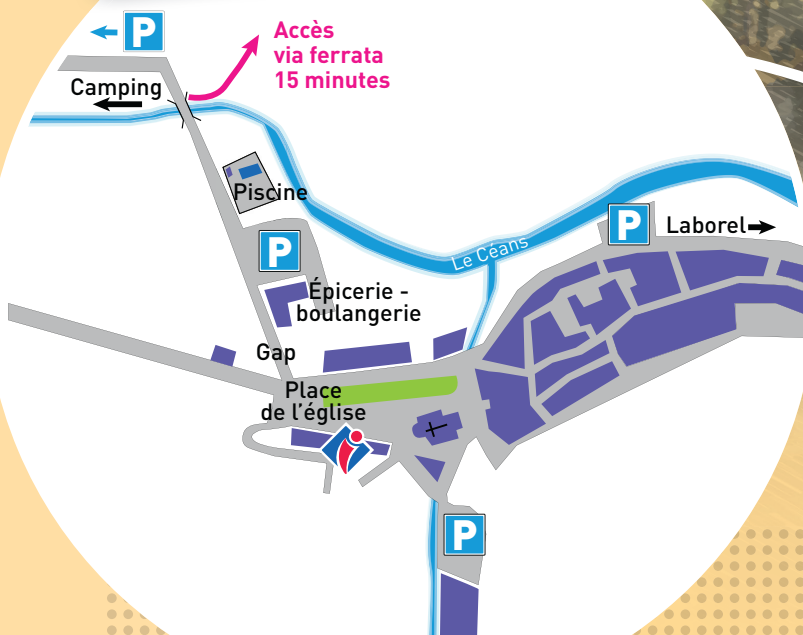 P
Accès
via ferrata
15 minutes
Camping
Piscine
P
Laborel
P
Le Céans
Épicerie -
boulangerie
Gap
Place
de l'église
P